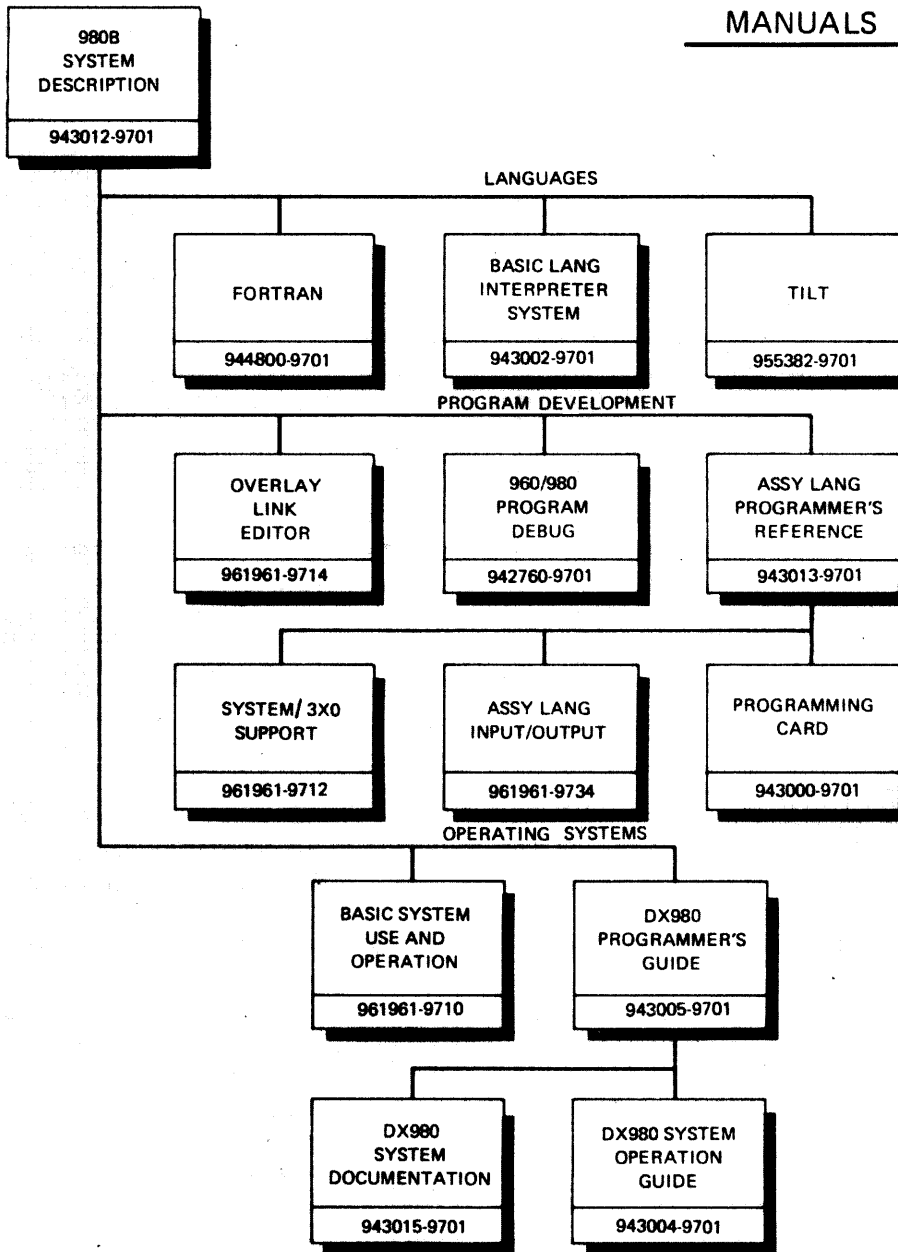 MANUALS
980B
SYSTEM
DESCRIPTION
943012-9701
LANGUAGES
FORTRAN
944800-9701
BASIC LANG
INTERPRETER
SYSTEM
943002-9701
TILT
955382-9701
PROGRAM DEVELOPMENT
OVERLAY
LINK
EDITOR
961961-9714
960/980
PROGRAM
DEBUG
942760-9701
ASSY LANG
PROGRAMMER'S
REFERENCE
943013-9701
SYSTEM/ 3X0
SUPPORT
961961-9712
ASSY LANG
INPUT/OUTPUT
961961-9734
PROGRAMMING
CARD
943000-9701
OPERATING SYSTEMS
BASIC SYSTEM
USE AND
OPERATION
961961-9710
DX980
PROGRAMMER'S
GUIDE
943005-9701
DX980
SYSTEM
DOCUMENTATION
943015-9701
DX980 SYSTEM
OPERATION
GUIDE
943004-9701